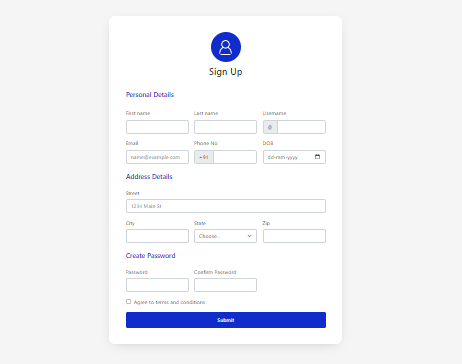 Sign Up
Personal Details
First name Last name Username
@
Email Phone No DOB
name@example.com +91 dd-mm-yyyy
Address Details
Street
1234 Main St
City State Zip
Choose...
Create Password
Password Confirm Password
Agree to terms and conditions
Submit